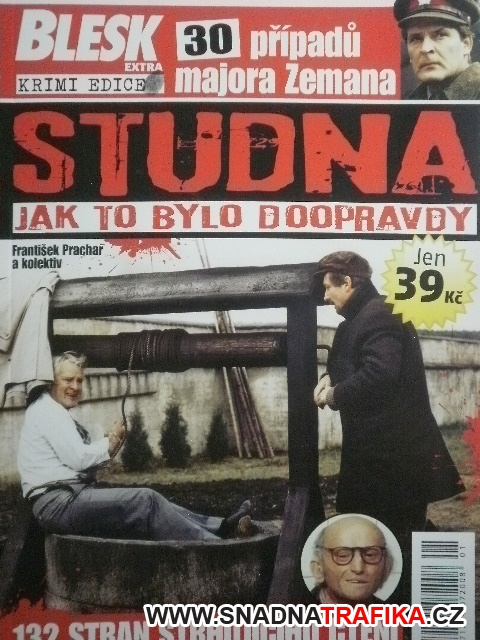 BLESK
EXTRA
KRIMI EDICE
30 případů
majora Zemana
STUDNA
JAK TO BYLO DOOPRAVDY
František Prachař
a kolektiv
Jen
39 Kč
132 STRAN
WWW.SNADNATRAFIKA.CZ